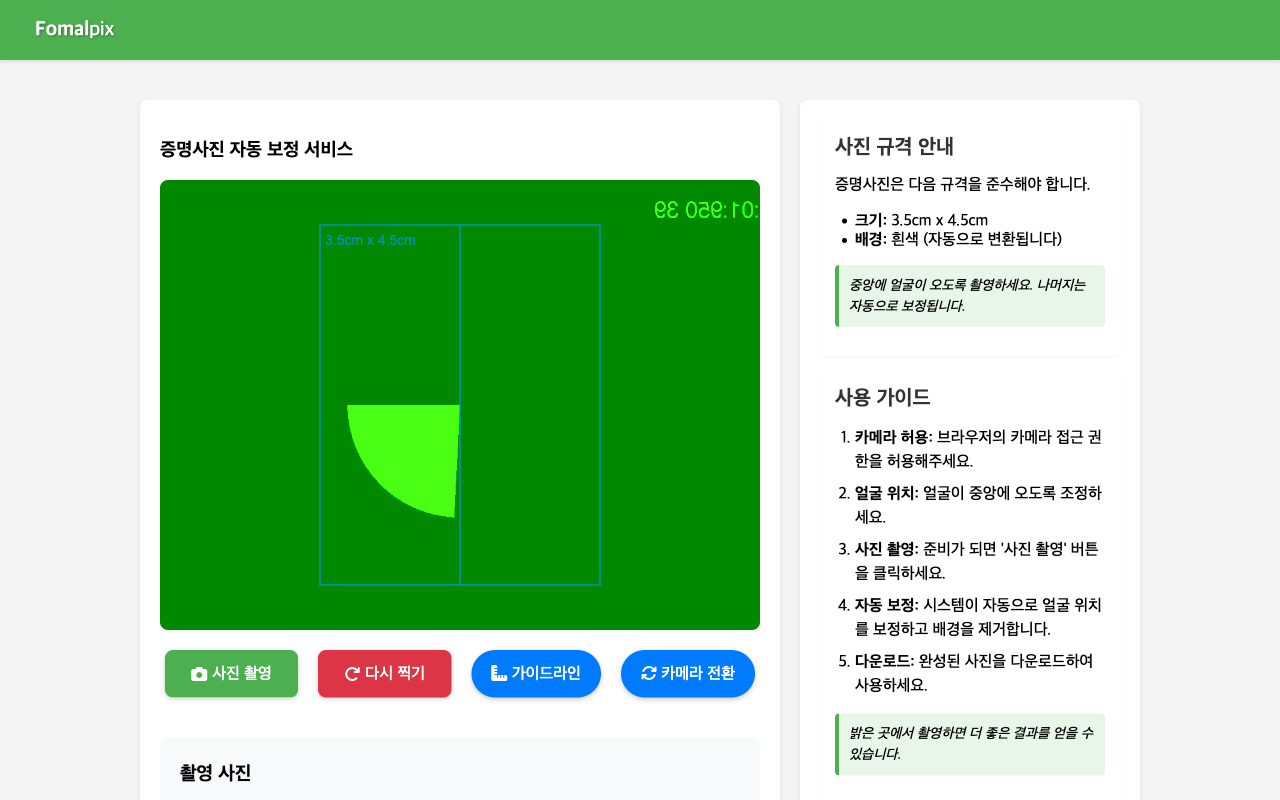 Fomalpix
증명사진 자동 보정 서비스
:01:950 39
3.5cm x 4.5cm
사진 촬영
다시 찍기
가이드라인
카메라 전환
촬영 사진
사진 규격 안내
증명사진은 다음 규격을 준수해야 합니다.
크기: 3.5cm x 4.5cm
배경: 흰색 (자동으로 변환됩니다)
중앙에 얼굴이 오도록 촬영하세요. 나머지는
자동으로 보정됩니다.
사용 가이드
1. 카메라 허용: 브라우저의 카메라 접근 권
한을 허용해주세요.
2. 얼굴 위치: 얼굴이 중앙에 오도록 조정하
세요.
3. 사진 촬영: 준비가 되면 '사진 촬영' 버튼
을 클릭하세요.
4. 자동 보정: 시스템이 자동으로 얼굴 위치
를 보정하고 배경을 제거합니다.
5. 다운로드: 완성된 사진을 다운로드하여
사용하세요.
밝은 곳에서 촬영하면 더 좋은 결과를 얻을 수
있습니다.